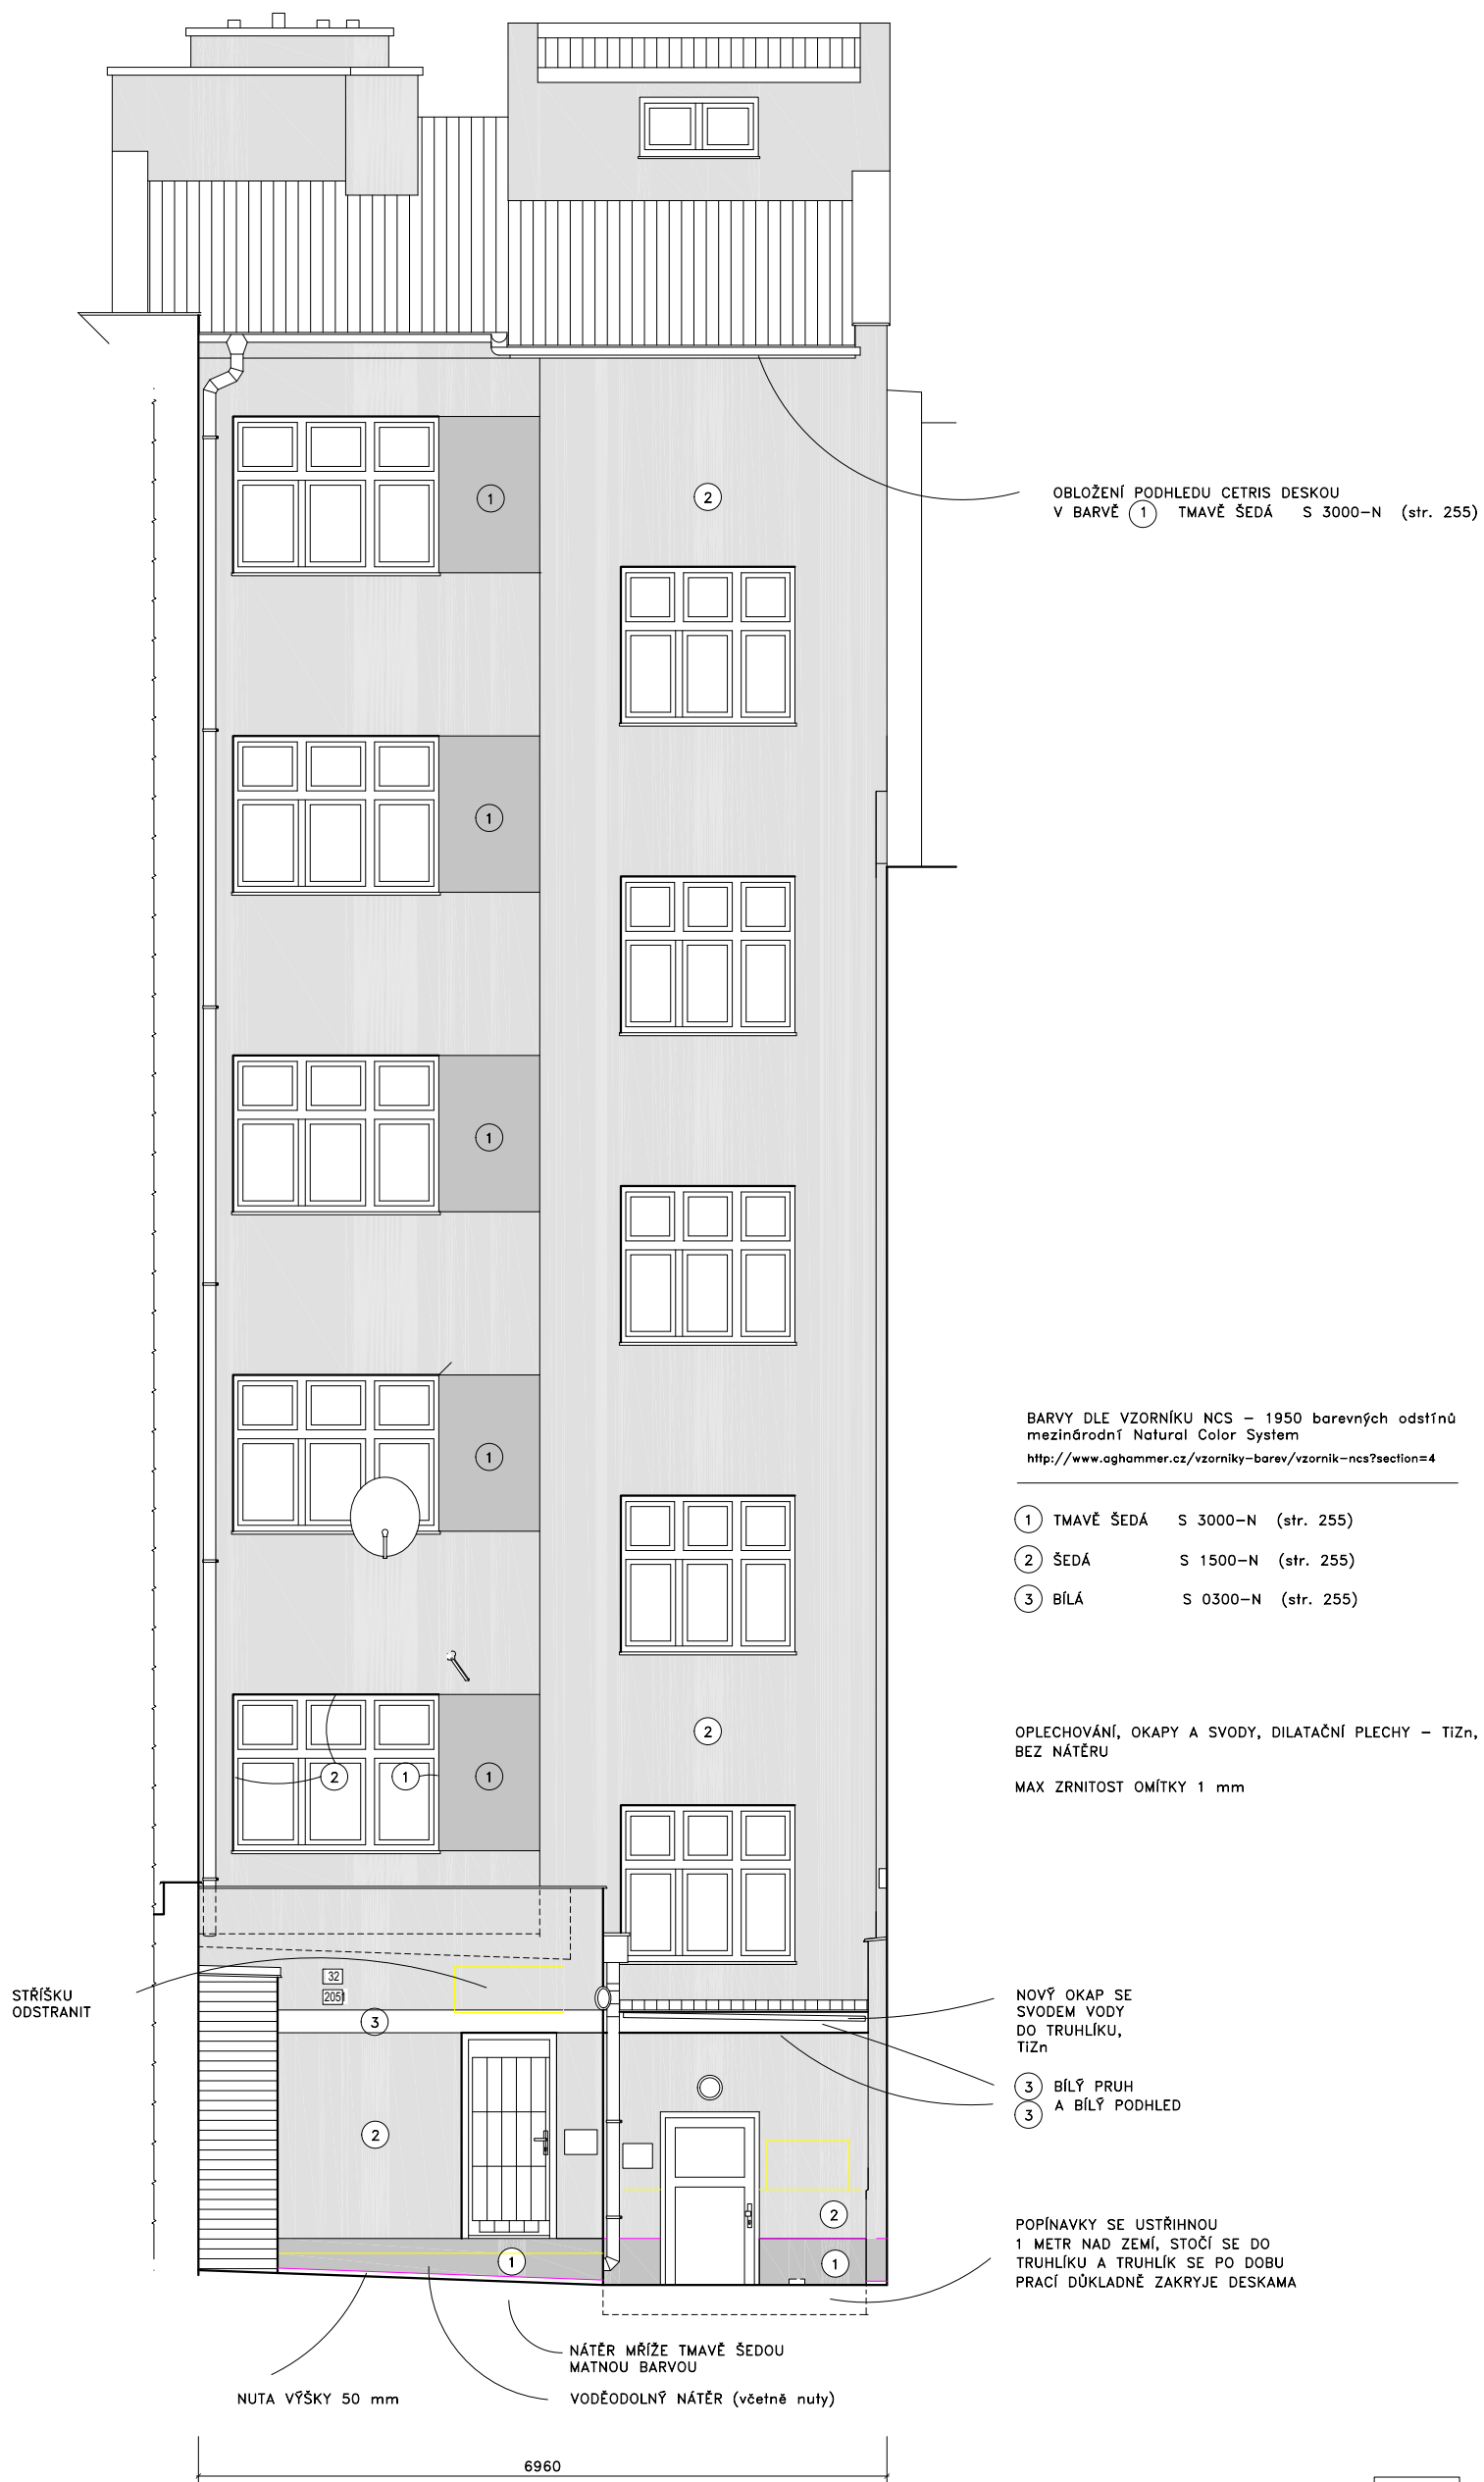 1
2
OBLOŽENÍ PODHLEDU CETRIS DESKOU
V BARVĚ 1 TMAVĚ ŠEDÁ S 3000-N (str. 255)
1
1
1
BARVY DLE VZORNÍKU NCS - 1950 barevných odstínů
mezinárodní Natural Color System
http://www.aghammer.cz/vzorniky-barev/vzornik-ncs?section=4
1 TMAVĚ ŠEDÁ S 3000-N (str. 255)
2 ŠEDÁ S 1500-N (str. 255)
3 BÍLÁ S 0300-N (str. 255)
2
OPLECHOVÁNÍ, OKAPY A SVODY, DILATAČNÍ PLECHY - TiZn,
BEZ NÁTĚRU
2 1 1
MAX ZRNITOST OMÍTKY 1 mm
32
2051
STŘÍŠKU
ODSTRANIT
3
NOVÝ OKAP SE
SVODEM VODY
DO TRUHLÍKU,
TiZn
3 BÍLÝ PRUH
3 A BÍLÝ PODHLED
2
2
1
1
POPÍNAVKY SE USTŘIHNOU
1 METR NAD ZEMÍ, STOČÍ SE DO
TRUHLÍKU A TRUHLÍK SE PO DOBU
PRACÍ DŮKLADNĚ ZAKRYJE DESKAMA
NÁTĚR MŘÍŽE TMAVĚ ŠEDOU
MATNOU BARVOU
NUTA VÝŠKY 50 mm
VODĚODOLNÝ NÁTĚR (včetně nuty)
6960